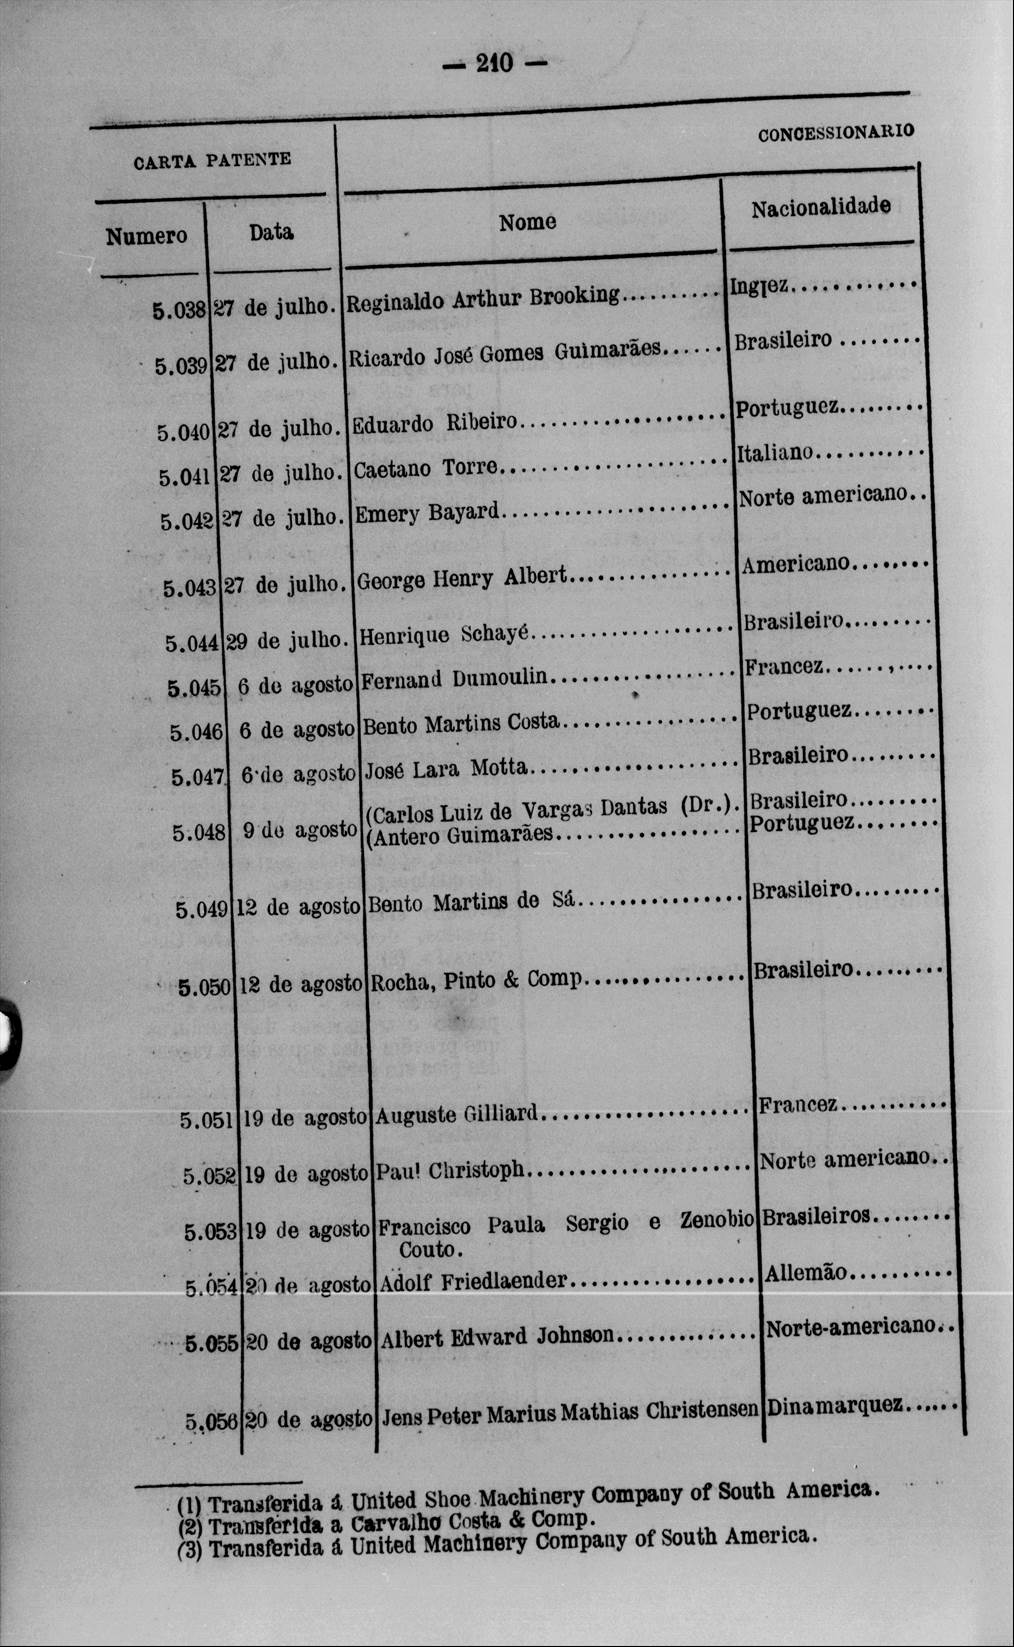 — 210 —
CARTA PATENTE CONCESSIONARIO
Numero Data Nome Nacionalidade
5.038 27 de julho. Reginaldo Arthur Brooking.......... Inglez............
5.039 27 de julho. Ricardo José Gomes Guimarães...... Brasileiro ........
5.040 27 de julho. Eduardo Ribeiro.................... Portuguez.........
5.041 27 de julho. Caetano Torre...................... Italiano...........
5.042 27 de julho. Emery Bayard...................... Norte americano..
5.043 27 de julho. George Henry Albert................ Americano........
5.044 29 de julho. Henrique Schayé.................... Brasileiro.........
5.045 6 de agosto Fernand Dumoulin.................. Francez......,....
5.046 6 de agosto Bento Martins Costa................. Portuguez........
5.047 6 de agosto José Lara Motta.................... Brasileiro.........
5.048 9 de agosto (Carlos Luiz de Vargas Dantas (Dr.). Brasileiro.........
(Antero Guimarães.................. Portuguez........
5.049 12 de agosto Bento Martins de Sá................ Brasileiro.........
5.050 12 de agosto Rocha, Pinto & Comp................ Brasileiro.........
5.051 19 de agosto Auguste Gilliard.................... Francez...........
5.052 19 de agosto Paul Christoph..................... Norte americano..
5.053 19 de agosto Francisco Paula Sergio e Zenobio Brasileiros........
Couto.
5.054 20 de agosto Adolf Friedlaender.................. Allemão..........
5.055 20 de agosto Albert Edward Johnson.............. Norte-americano..
5.056 20 de agosto Jens Peter Marius Mathias Christensen Dinamarquez......
(1) Transferida á United Shoe Machinery Company of South America.
(2) Transferida a Carvalho Costa & Comp.
(3) Transferida á United Machinery Company of South America.